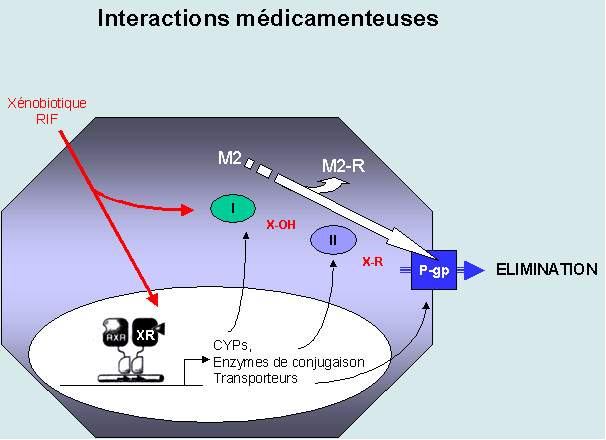 Interactions médicamenteuses
Xénobiotique
RIF
M2
M2-R
I
X-OH
II
X-R
P-gp
ELIMINATION
RXR
XR
CYPs,
Enzymes de conjugaison
Transporteurs